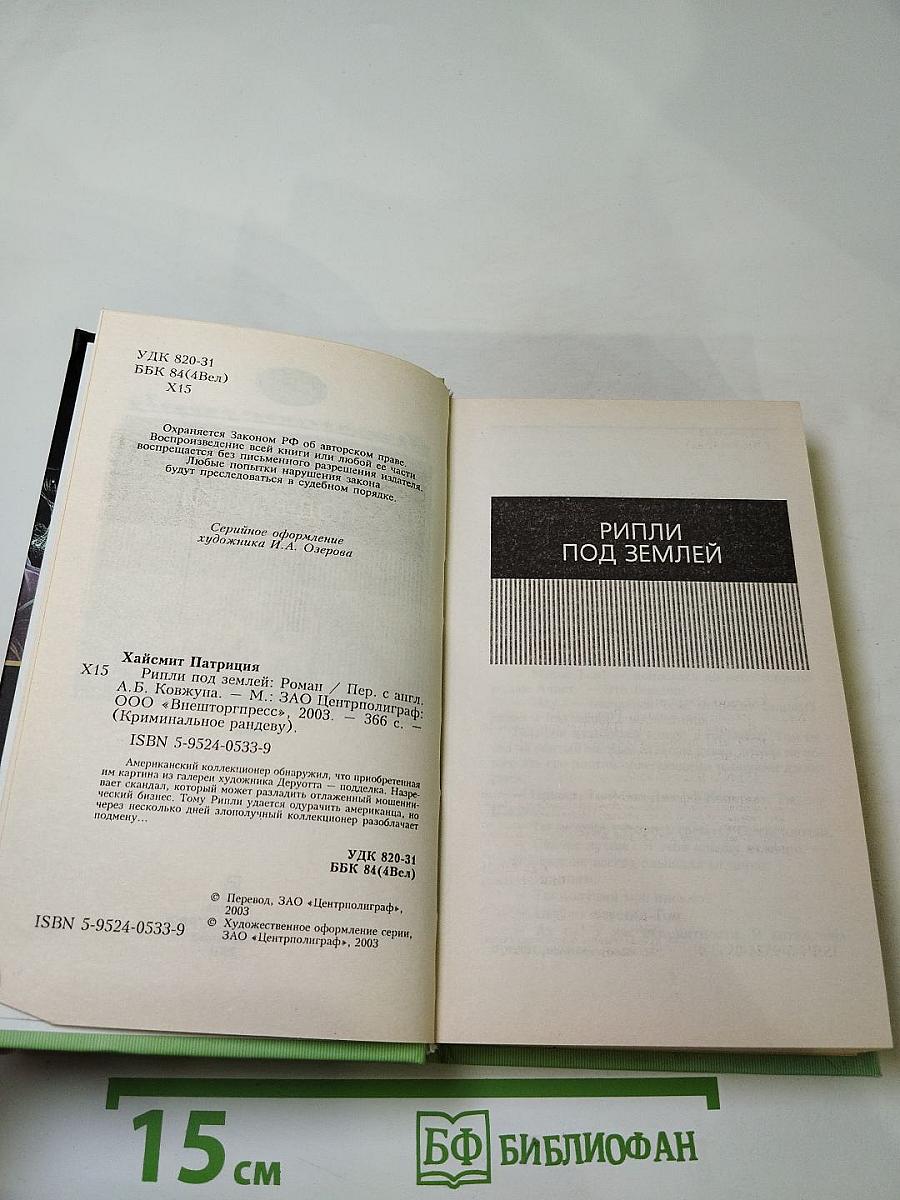 УДК 820-31
ББК 84(4Вел)
Х15
Охраняется Законом РФ об авторском праве.
Воспроизведение всей книги или любой ее части
воспрещается без письменного разрешения издателя.
Любые попытки нарушения закона
будут преследоваться в судебном порядке.
Серийное оформление
художника И.А. Озерова
Хайсмит Патриция
Х15 Рипли под землей: Роман / Пер. с англ.
А.Б. Ковжуна. — М.: ЗАО Центрполиграф:
ООО «Внешторгпресс», 2003. — 366 с. —
(Криминальное рандеву).
ISBN 5-9524-0533-9
Американский коллекционер обнаружил, что приобретенная
им картина из галереи художника Деруотта — подделка. Назре-
вает скандал, который может разладить отлаженный мошенни-
ческий бизнес. Тому Рипли удается одурачить американца, но
через несколько дней злополучный коллекционер разоблачает
подмену...
УДК 820-31
ББК 84(4Вел)
© Перевод, ЗАО «Центрполиграф»,
2003
© Художественное оформление серии,
ЗАО «Центрполиграф», 2003
ISBN 5-9524-0533-9
РИПЛИ
ПОД ЗЕМЛЕЙ
15 см
БФ БИБЛИОФАН